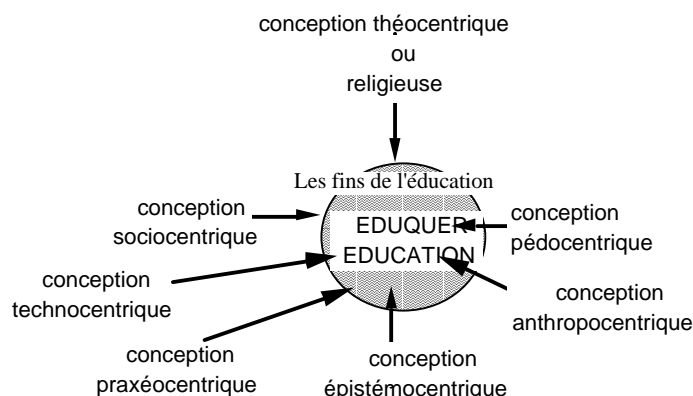 conception théocentrique
ou
religieuse
Les fins de l'éducation
conception
sociocentrique
EDUQUER
EDUCATION
conception
pédocentrique
conception
technocentrique
conception
anthropocentrique
conception
praxéocentrique
conception
épistémocentrique